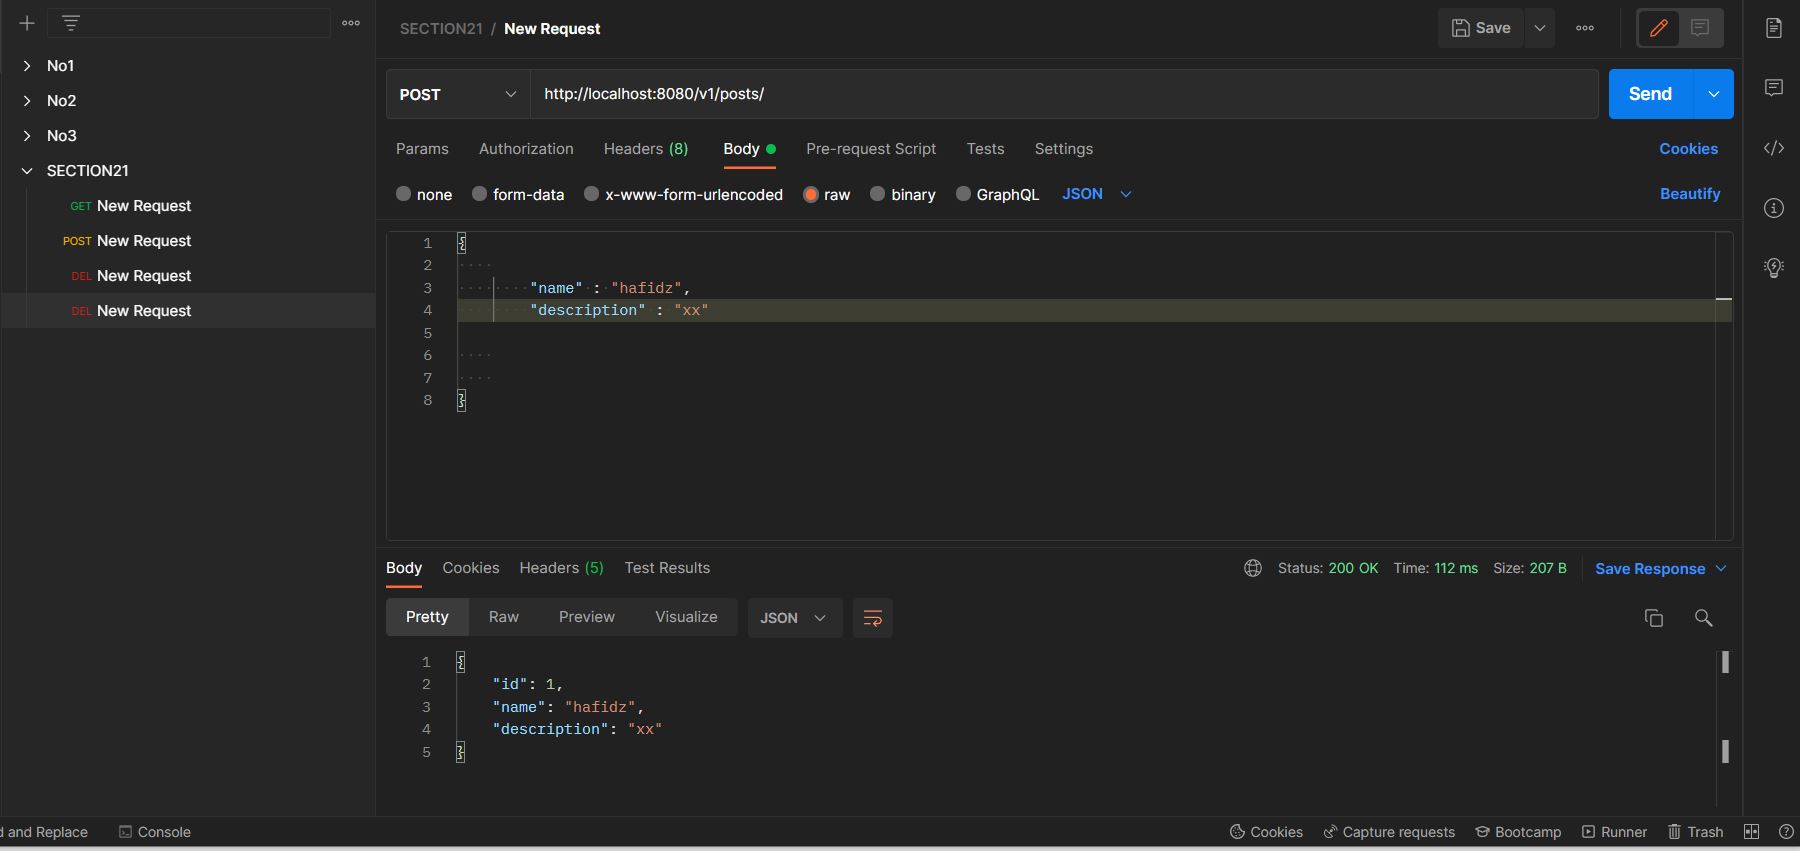 SECTION21 / New Request
Save
No1
No2
No3
SECTION21
GET New Request
POST New Request
DEL New Request
DEL New Request
POST
http://localhost:8080/v1/posts/
Send
Params Authorization Headers (8) Body Pre-request Script Tests Settings Cookies
none form-data x-www-form-urlencoded raw binary GraphQL JSON Beautify
1 {
2 ....
3 ........"name" : "hafidz",
4 ........"description" : "xx"
5
6 ....
7 ....
8 }
Body Cookies Headers (5) Test Results Status: 200 OK Time: 112 ms Size: 207 B Save Response
Pretty Raw Preview Visualize JSON
1 {
2 "id": 1,
3 "name": "hafidz",
4 "description": "xx"
5 }
and Replace Console Cookies Capture requests Bootcamp Runner Trash